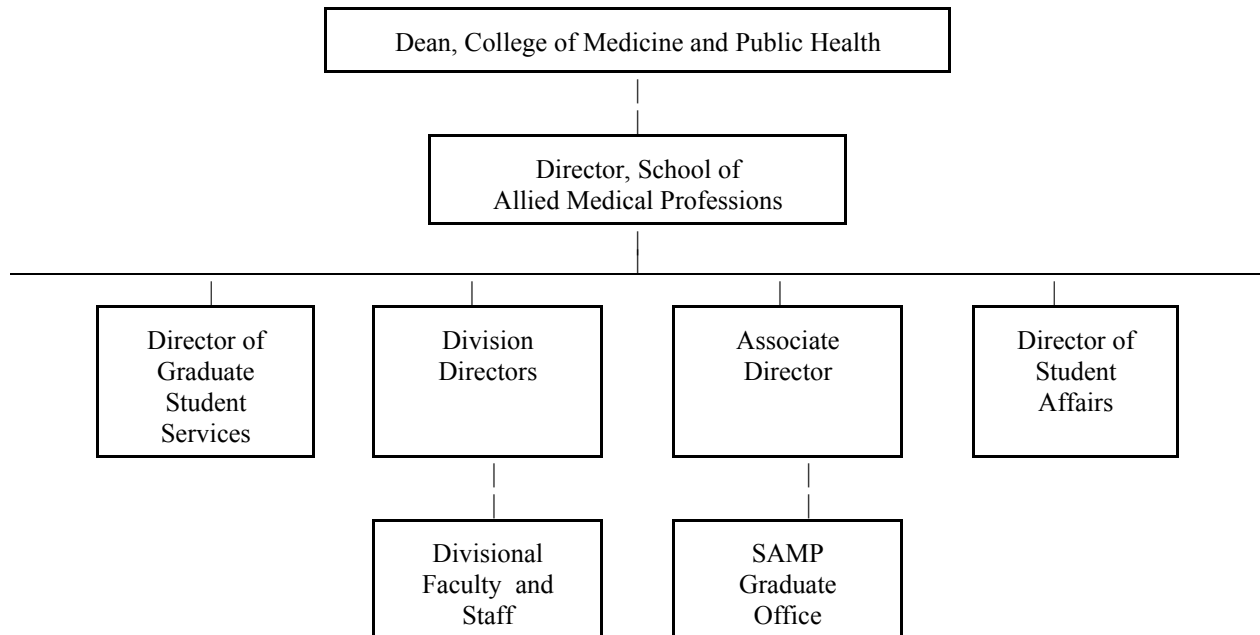 Dean, College of Medicine and Public Health
Director, School of
Allied Medical Professions
Director of
Graduate
Student
Services
Division
Directors
Associate
Director
Director of
Student
Affairs
Divisional
Faculty and
Staff
SAMP
Graduate
Office